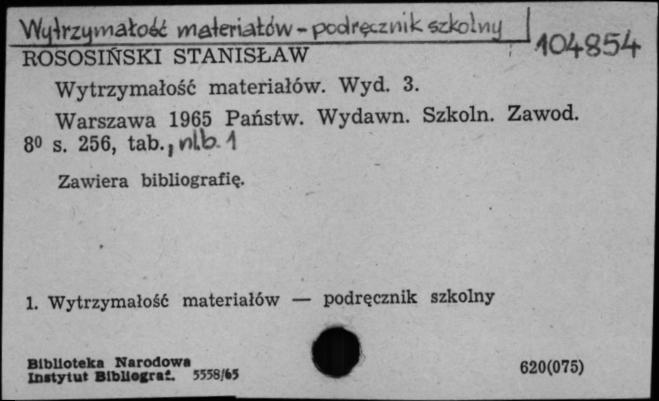 Wytrzymałość materiałów - podręcznik szkolny
104854
ROSOSIŃSKI STANISŁAW
Wytrzymałość materiałów. Wyd. 3.
Warszawa 1965 Państw. Wydawn. Szkoln. Zawod.
8⁰ s. 256, tab., nlb. 1
Zawiera bibliografię.
1. Wytrzymałość materiałów — podręcznik szkolny
Biblioteka Narodowa
Instytut Bibliograf. 5558/65
620(075)